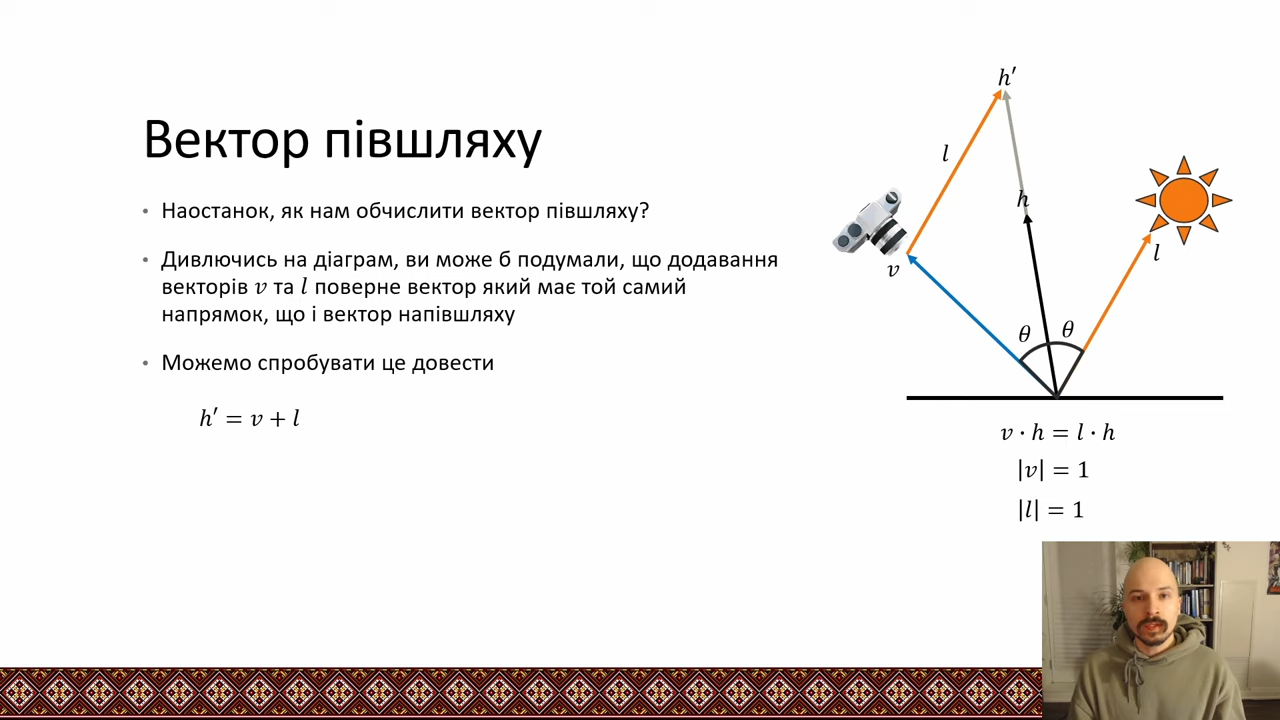 Вектор півшляху
• Наостанок, як нам обчислити вектор півшляху?
• Дивлючись на діаграм, ви може б подумали, що додавання
векторів 𝑣 та 𝑙 поверне вектор який має той самий
напрямок, що і вектор напівшляху
• Можемо спробувати це довести
ℎ′ = 𝑣 + 𝑙
ℎ′
𝑙
ℎ
𝑣
𝑙
𝜃
𝜃
𝑣 ⋅ ℎ = 𝑙 ⋅ ℎ
|𝑣| = 1
|𝑙| = 1